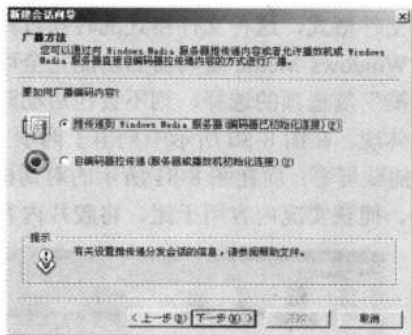 新建会话向导
广播方法
您可以通过向 Windows Media 服务器推传递内容或者允许播放机或 Windows
Media 服务器直接自编码器拉传递内容的方式进行广播。
要如何广播编码内容?
推传递到 Windows Media 服务器(编码器已初始化连接)(P)
自编码器拉传递(服务器或播放机初始化连接)(U)
提示
有关设置推传递分发会话的信息，请参阅帮助文件。
<上一步(B) 下一步(N)> 取消